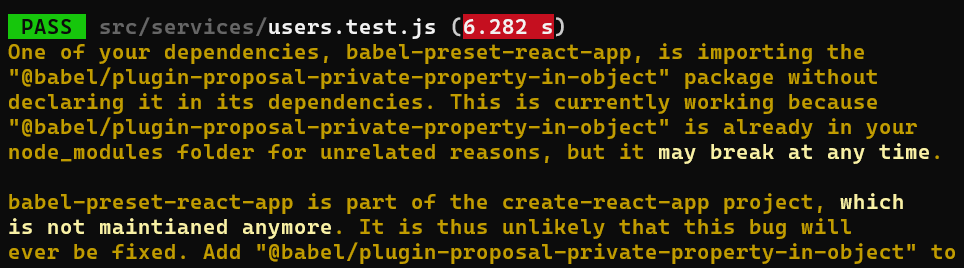 PASS src/services/users.test.js (6.282 s)
One of your dependencies, babel-preset-react-app, is importing the
"@babel/plugin-proposal-private-property-in-object" package without
declaring it in its dependencies. This is currently working because
"@babel/plugin-proposal-private-property-in-object" is already in your
node_modules folder for unrelated reasons, but it may break at any time.
babel-preset-react-app is part of the create-react-app project, which
is not maintianed anymore. It is thus unlikely that this bug will
ever be fixed. Add "@babel/plugin-proposal-private-property-in-object" to